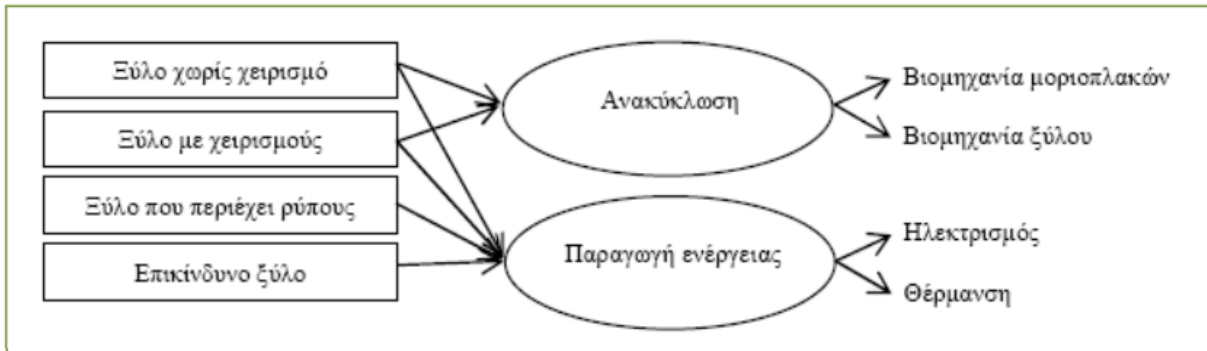 Ξύλο χωρίς χειρισμό
Ξύλο με χειρισμούς
Ξύλο που περιέχει ρύπους
Επικίνδυνο ξύλο
Ανακύκλωση
Παραγωγή ενέργειας
Βιομηχανία μοριοπλακών
Βιομηχανία ξύλου
Ηλεκτρισμός
Θέρμανση